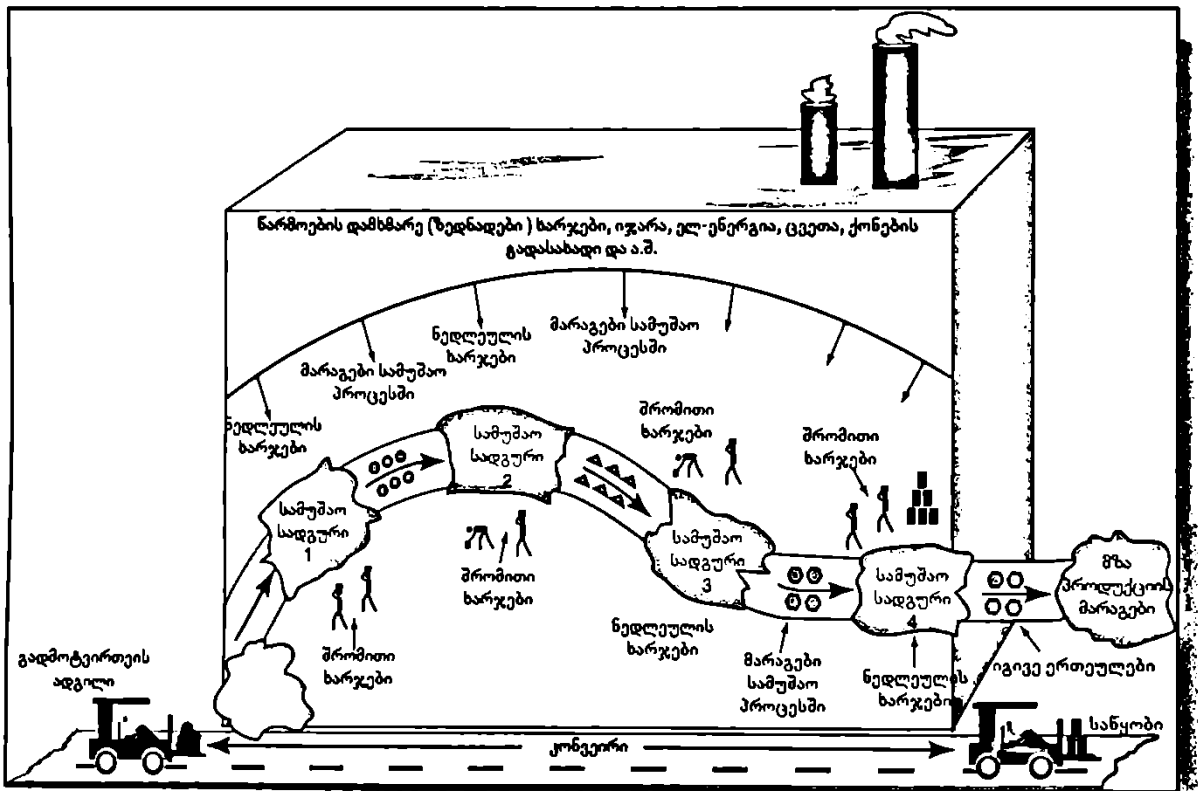 წარმოების დამხმარე (ზედნადები ) ხარჯები, იჯარა, ელ-ენერგია, ცვეთა, ქონების
გადასახადი და ა.შ.
ნედლეულის
ხარჯები
მარაგები სამუშაო
პროცესში
ნედლეულის
ხარჯები
მარაგები სამუშაო
პროცესში
შრომითი
ხარჯები
შრომითი
ხარჯები
სამუშაო
სადგური
1
სამუშაო
სადგური
2
სამუშაო
სადგური
3
სამუშაო
სადგური
4
მზა
პროდუქციის
მარაგები
შრომითი
ხარჯები
შრომითი
ხარჯები
ნედლეულის
ხარჯები
მარაგები
სამუშაო
პროცესში
ნედლეულის
ხარჯები
იგივე ერთეულები
გადმოტვირთვის
ადგილი
კონვეირი
საწყობი